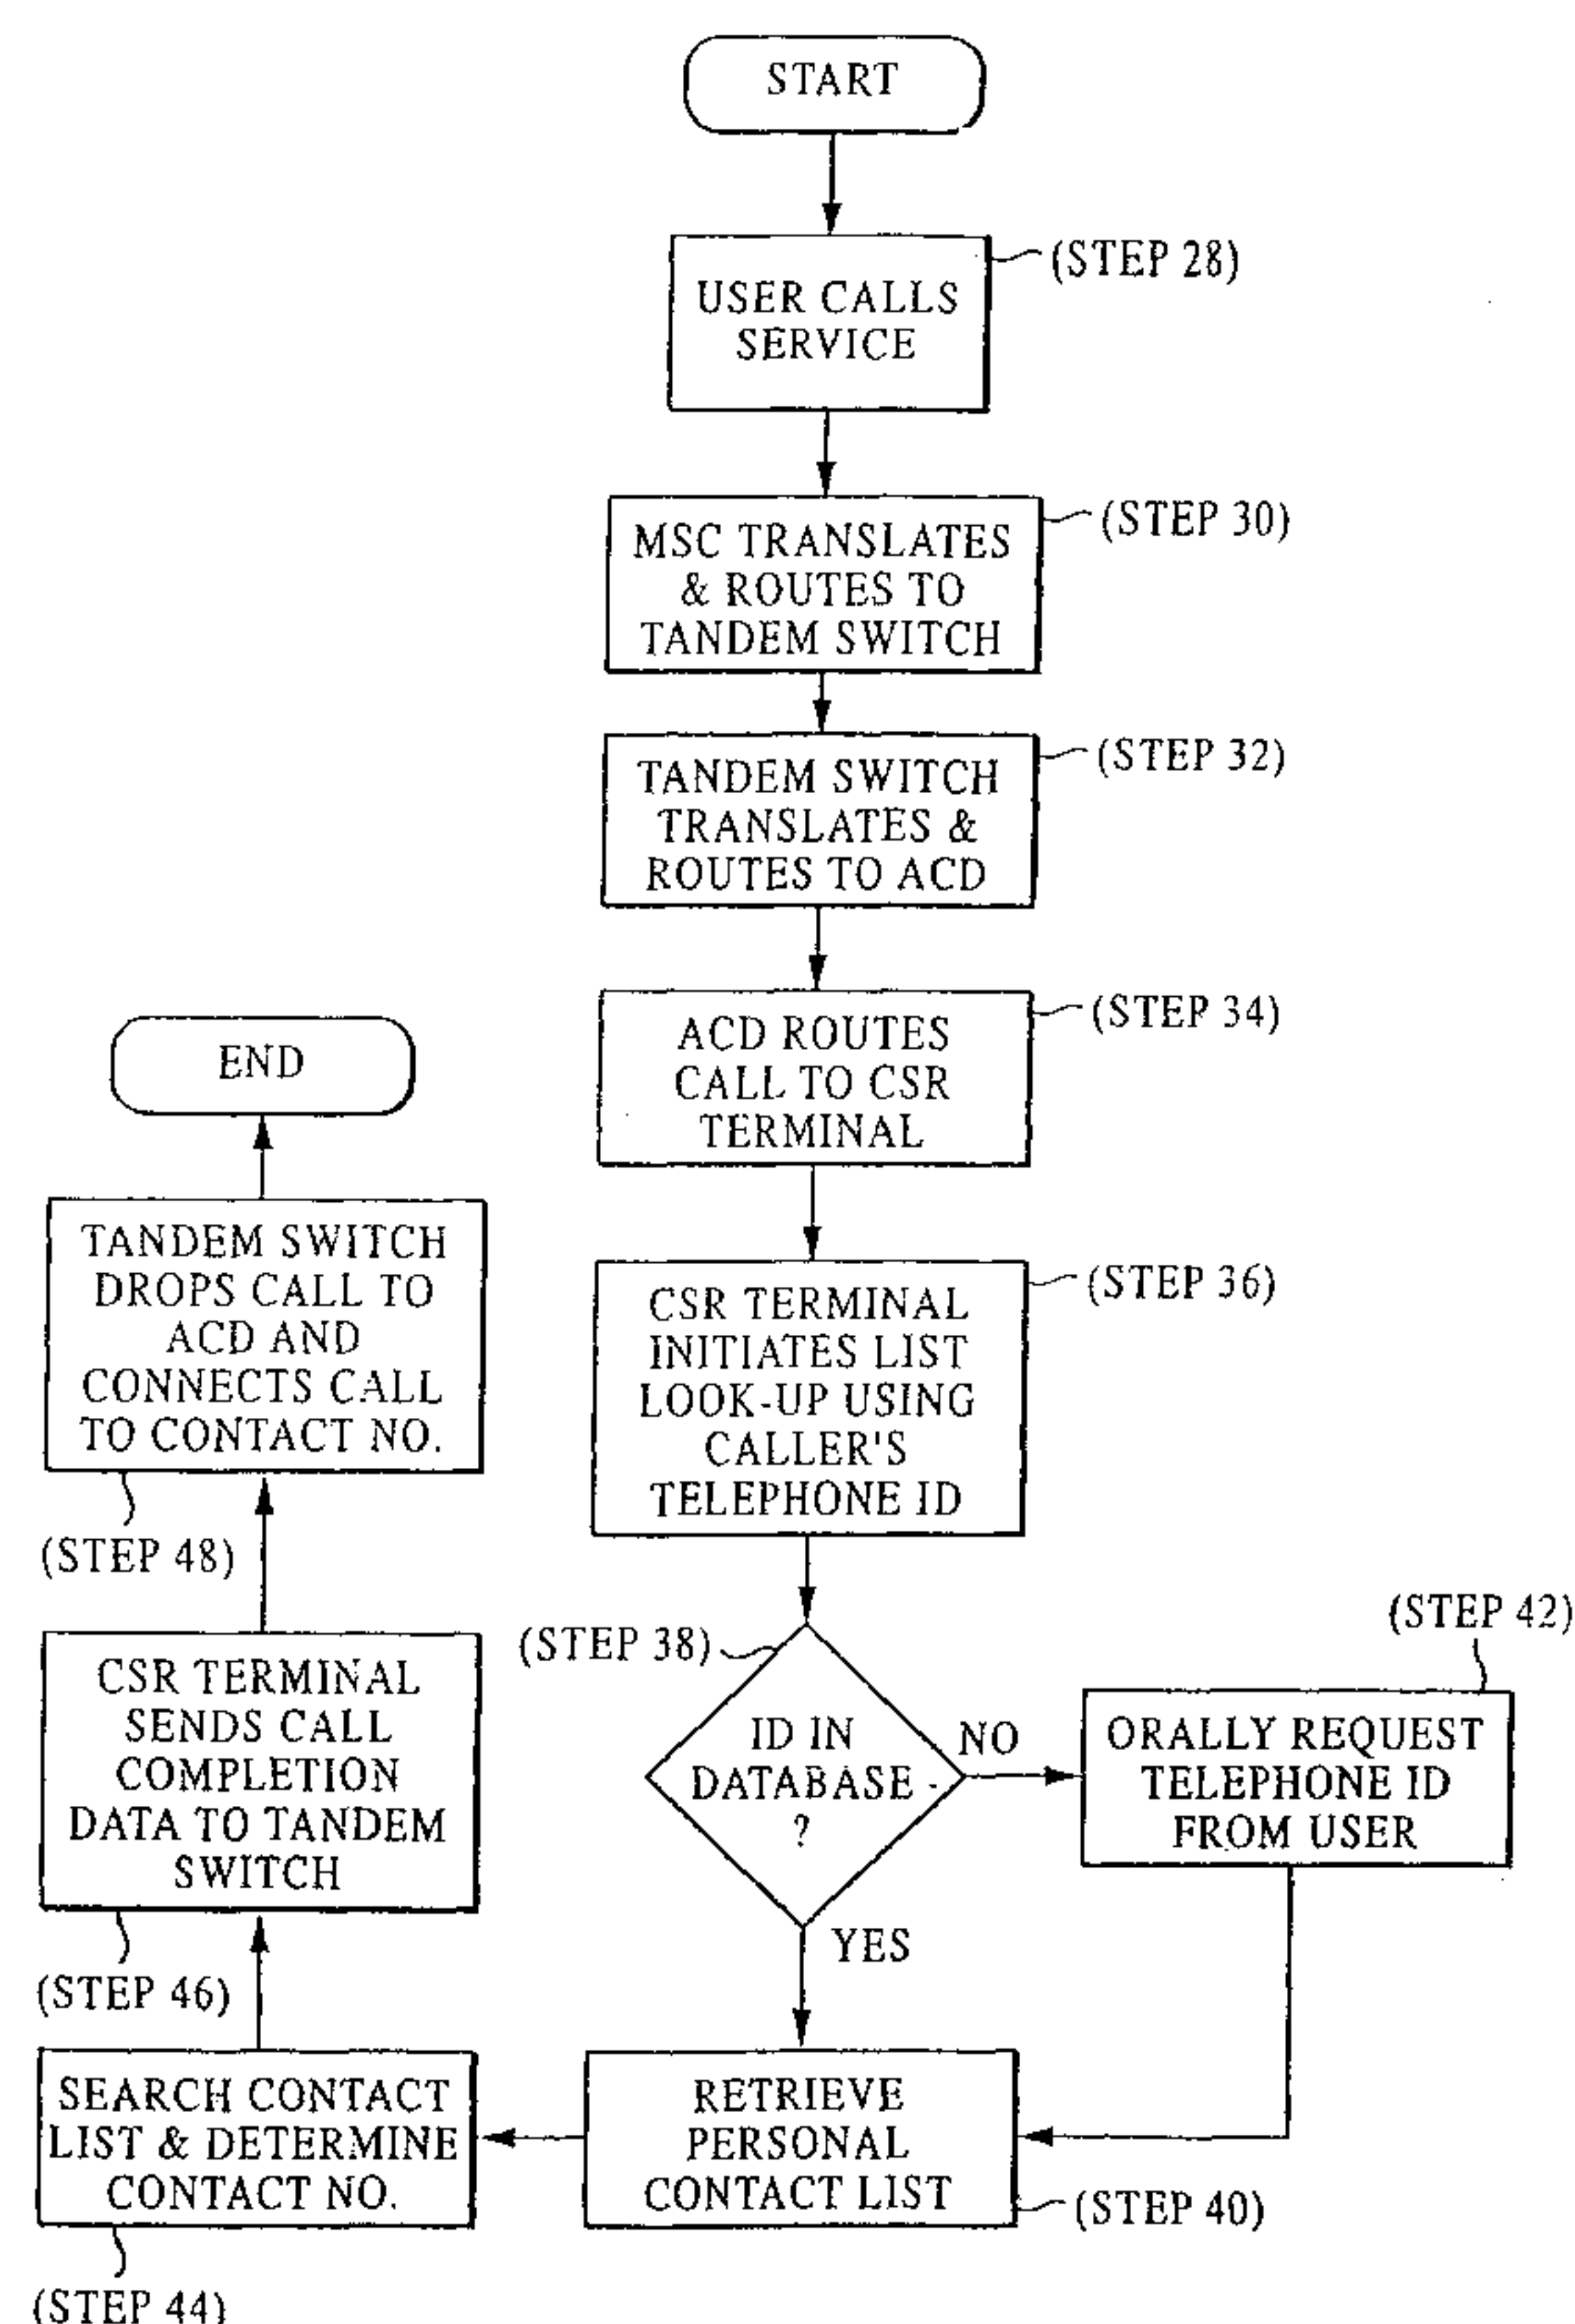 START
USER CALLS
SERVICE
(STEP 28)
MSC TRANSLATES
& ROUTES TO
TANDEM SWITCH
(STEP 30)
TANDEM SWITCH
TRANSLATES &
ROUTES TO ACD
(STEP 32)
ACD ROUTES
CALL TO CSR
TERMINAL
(STEP 34)
CSR TERMINAL
INITIATES LIST
LOOK-UP USING
CALLER'S
TELEPHONE ID
(STEP 36)
(STEP 38)
ID IN
DATABASE
?
NO
YES
(STEP 42)
ORALLY REQUEST
TELEPHONE ID
FROM USER
RETRIEVE
PERSONAL
CONTACT LIST
(STEP 40)
SEARCH CONTACT
LIST & DETERMINE
CONTACT NO.
(STEP 44)
CSR TERMINAL
SENDS CALL
COMPLETION
DATA TO TANDEM
SWITCH
(STEP 46)
TANDEM SWITCH
DROPS CALL TO
ACD AND
CONNECTS CALL
TO CONTACT NO.
(STEP 48)
END